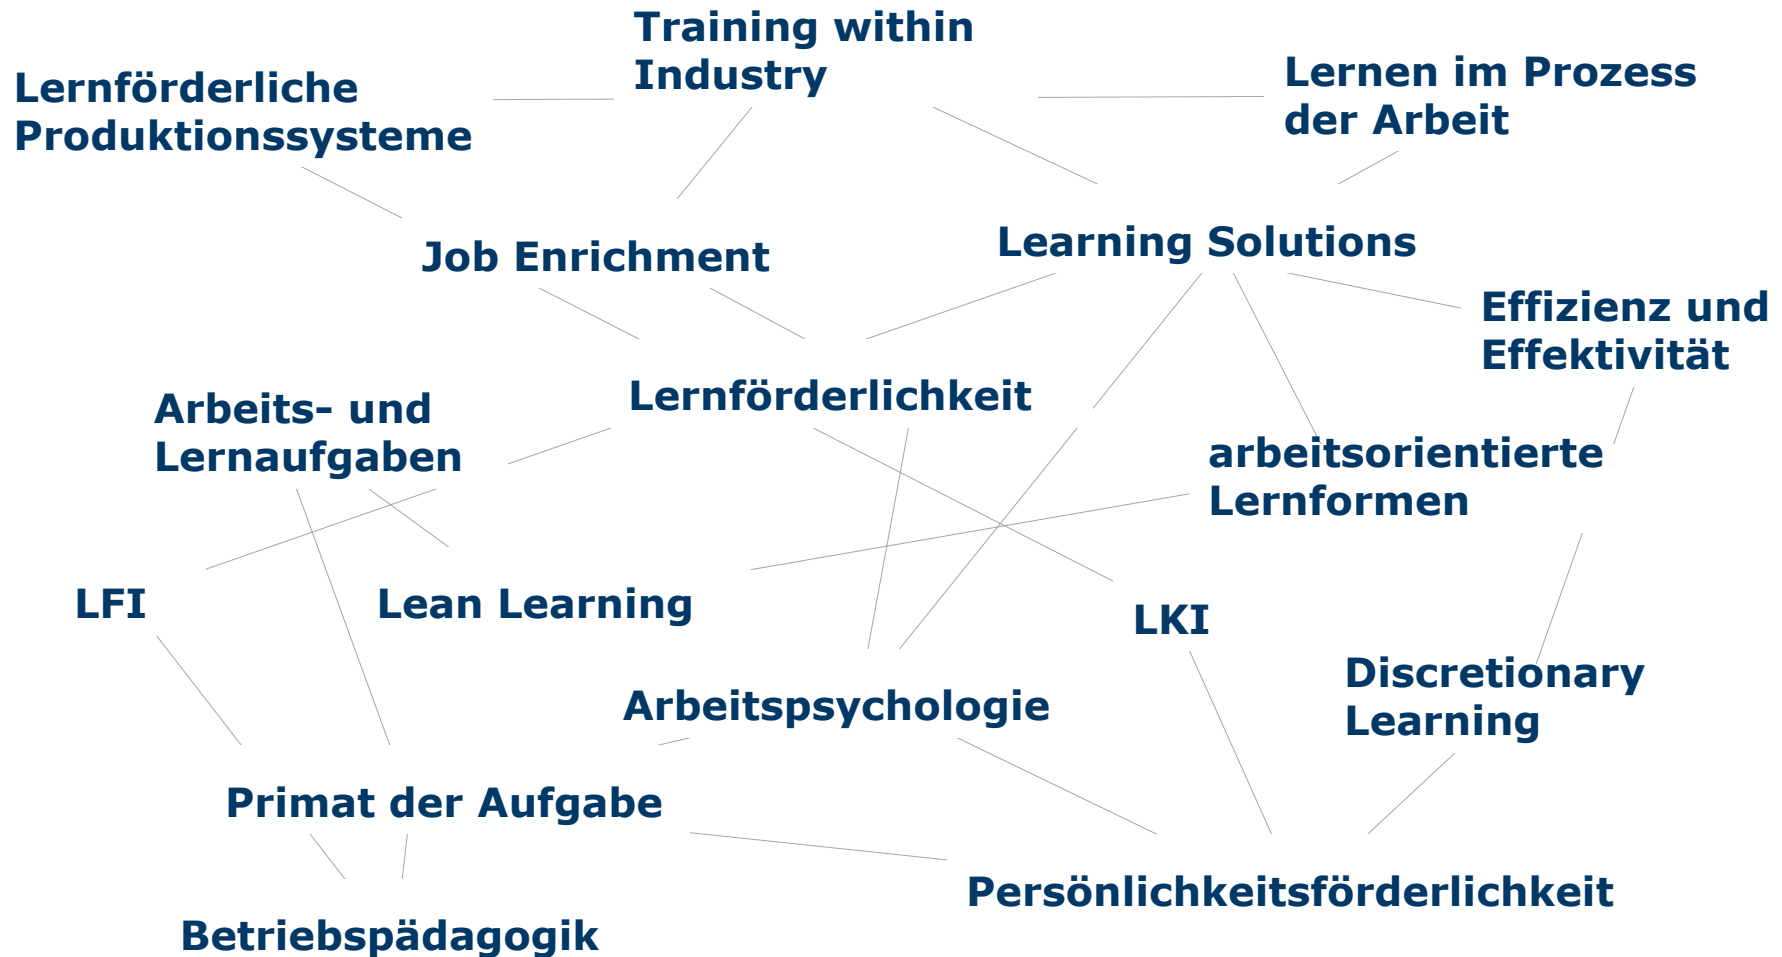 Training within
Industry
Lernförderliche
Produktionssysteme
Lernen im Prozess
der Arbeit
Job Enrichment
Learning Solutions
Effizienz und
Effektivität
Arbeits- und
Lernaufgaben
Lernförderlichkeit
arbeitsorientierte
Lernformen
LFI
Lean Learning
LKI
Arbeitspsychologie
Discretionary
Learning
Primat der Aufgabe
Persönlichkeitsförderlichkeit
Betriebspädagogik